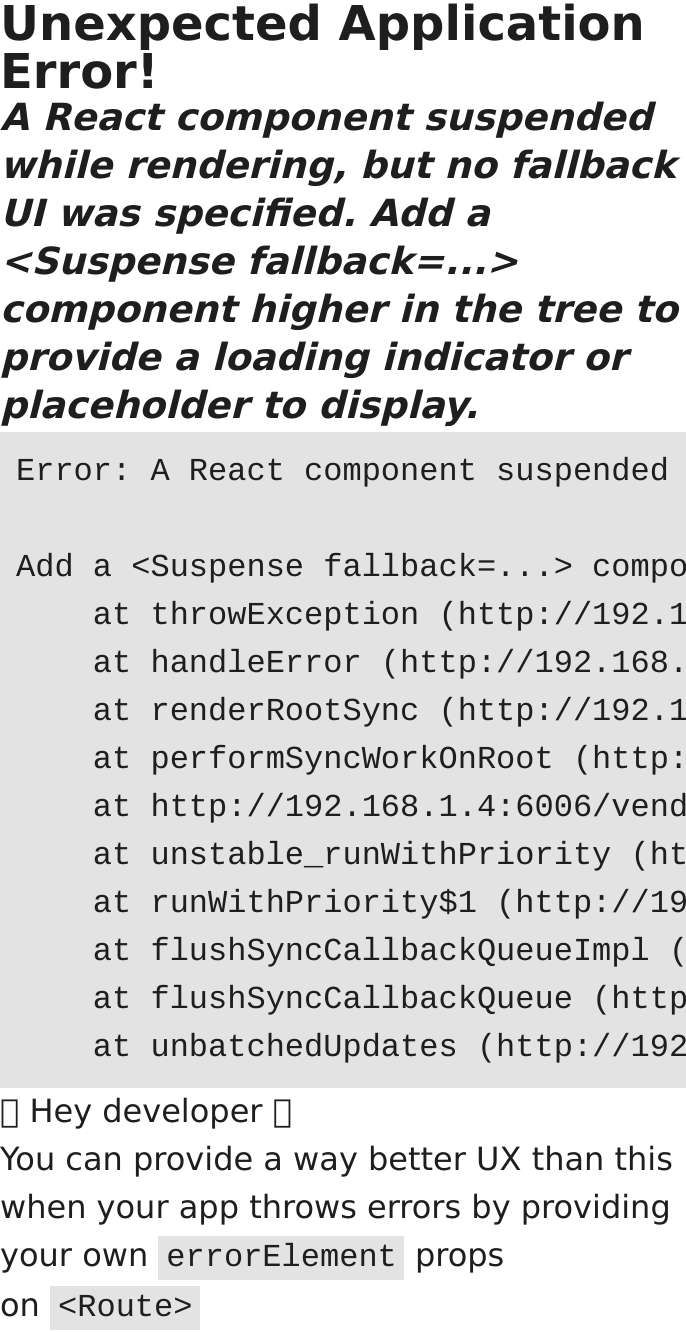 Unexpected Application
Error!
A React component suspended
while rendering, but no fallback
UI was specified. Add a
<Suspense fallback=...>
component higher in the tree to
provide a loading indicator or
placeholder to display.
Error: A React component suspended
Add a <Suspense fallback=...> compo
at throwException (http://192.1
at handleError (http://192.168.
at renderRootSync (http://192.1
at performSyncWorkOnRoot (http:
at http://192.168.1.4:6006/vend
at unstable_runWithPriority (ht
at runWithPriority$1 (http://19
at flushSyncCallbackQueueImpl (
at flushSyncCallbackQueue (http
at unbatchedUpdates (http://192
Hey developer
You can provide a way better UX than this
when your app throws errors by providing
your own errorElement props
on <Route>